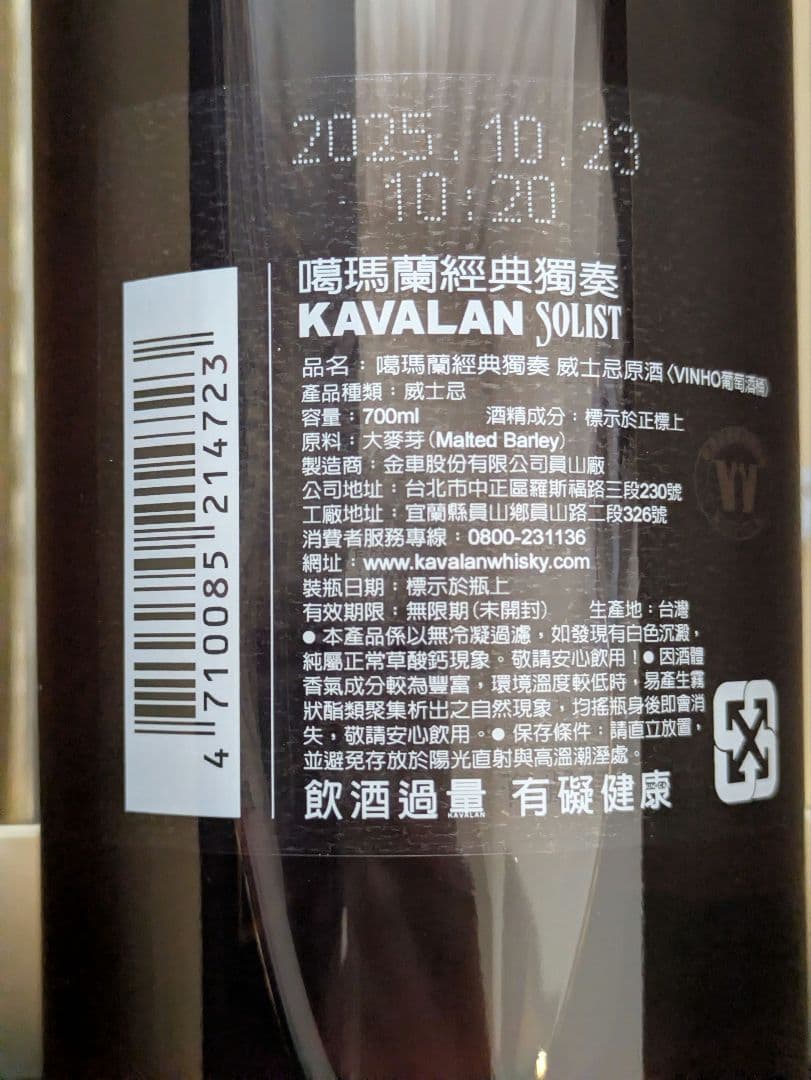 2025.10.23
10:20
噶瑪蘭經典獨奏
KAVALAN SOLIST
品名：噶瑪蘭經典獨奏 威士忌原酒〈VINHO葡萄酒桶〉
產品種類：威士忌
容量：700ml 酒精成分：標示於正標上
原料：大麥芽(Malted Barley)
製造商：金車股份有限公司員山廠
公司地址：台北市中正區羅斯福路三段230號
工廠地址：宜蘭縣員山鄉員山路二段326號
消費者服務專線：0800-231136
網址：www.kavalanwhisky.com
裝瓶日期：標示於瓶上
有效期限：無限期(未開封) 生產地：台灣
●本產品係以無冷凝過濾，如發現有白色沉澱，
純屬正常草酸鈣現象。敬請安心飲用！●因酒體
香氣成分較為豐富，環境溫度較低時，易產生霧
狀酯類聚集析出之自然現象，均搖瓶身後即會消
失，敬請安心飲用。●保存條件：請直立放置，
並避免存放於陽光直射與高溫潮溼處。
飲酒過量 有礙健康
KAVALAN
4 710085 214723